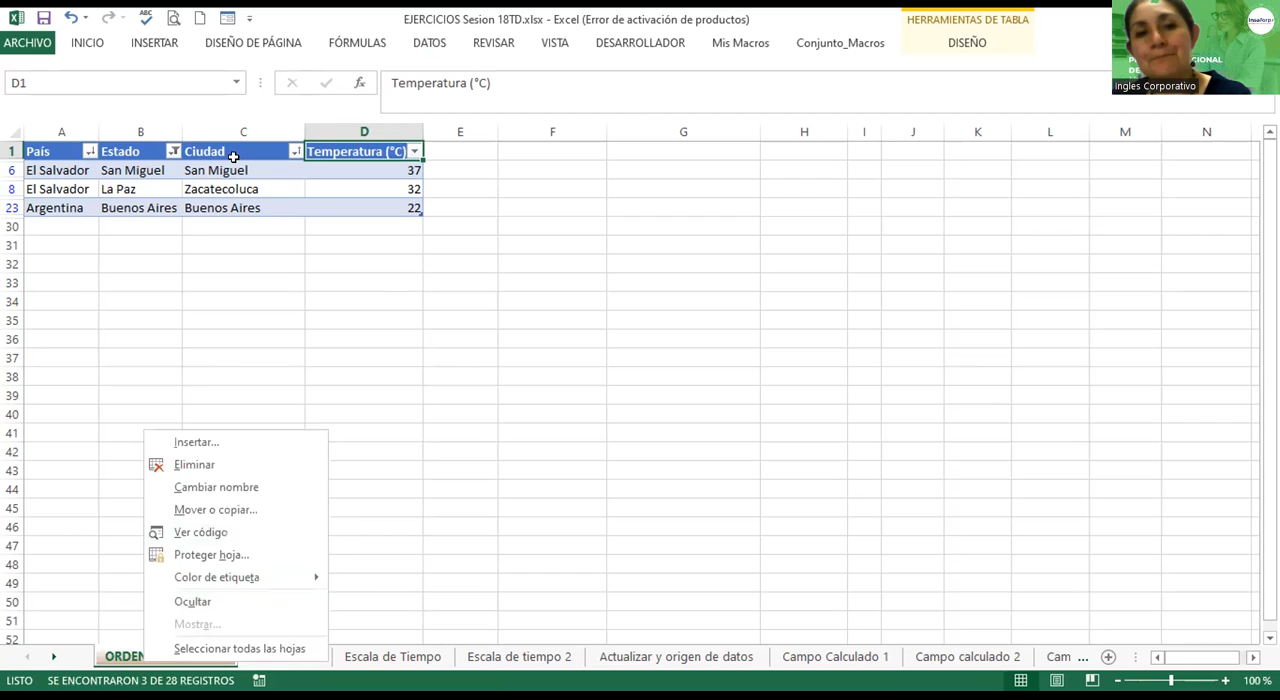 EJERCICIOS Sesion 18TD.xlsx - Excel (Error de activación de productos)
HERRAMIENTAS DE TABLA
ARCHIVO INICIO INSERTAR DISEÑO DE PÁGINA FÓRMULAS DATOS REVISAR VISTA DESARROLLADOR Mis Macros Conjunto_Macros DISEÑO
CIONAL
Ingles Corporativo
D1 fx Temperatura (°C)
A B C D E F G H I J K L M N
1 País Estado Ciudad Temperatura (°C)
6 El Salvador San Miguel San Miguel 37
8 El Salvador La Paz Zacatecoluca 32
23 Argentina Buenos Aires Buenos Aires 22
30
31
32
33
34
35
36
37
38
39
40
41
42
43
44
45
46
47
48
49
50
51
52
Insertar...
Eliminar
Cambiar nombre
Mover o copiar...
Ver código
Proteger hoja...
Color de etiqueta
Ocultar
Mostrar...
Seleccionar todas las hojas
ORDEN Escala de Tiempo Escala de tiempo 2 Actualizar y origen de datos Campo Calculado 1 Campo calculado 2 Cam ...
LISTO SE ENCONTRARON 3 DE 28 REGISTROS 100 %